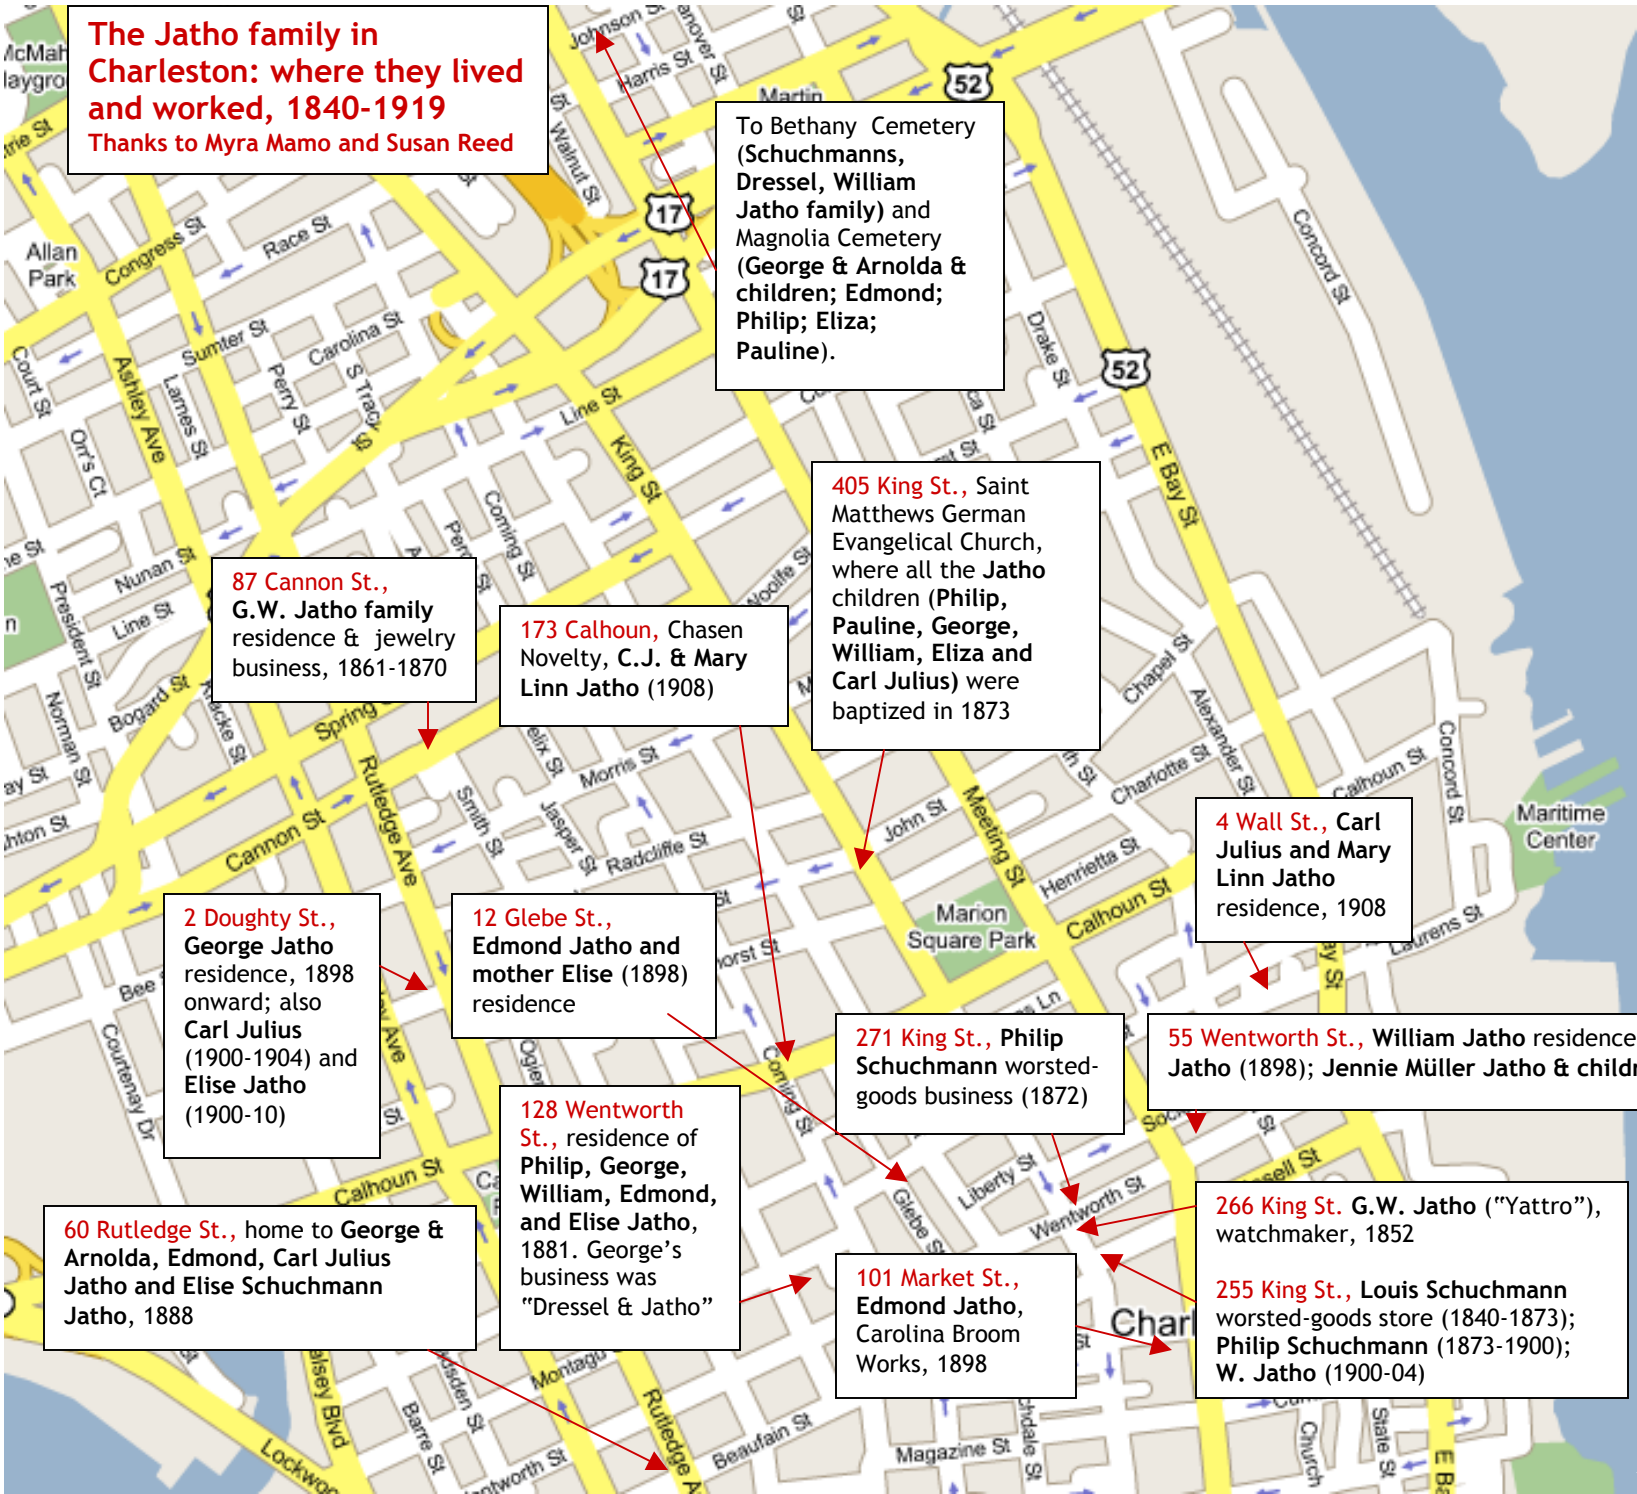 The Jatho family in
Charleston: where they lived
and worked, 1840-1919
Thanks to Myra Mamo and Susan Reed
To Bethany Cemetery
(Schuchmanns,
Dressel, William
Jatho family) and
Magnolia Cemetery
(George & Arnolda &
children; Edmond;
Philip; Eliza;
Pauline).
405 King St., Saint
Matthews German
Evangelical Church,
where all the Jatho
children (Philip,
Pauline, George,
William, Eliza and
Carl Julius) were
baptized in 1873
87 Cannon St.,
G.W. Jatho family
residence & jewelry
business, 1861-1870
173 Calhoun, Chasen
Novelty, C.J. & Mary
Linn Jatho (1908)
4 Wall St., Carl
Julius and Mary
Linn Jatho
residence, 1908
2 Doughty St.,
George Jatho
residence, 1898
onward; also
Carl Julius
(1900-1904) and
Elise Jatho
(1900-10)
12 Glebe St.,
Edmond Jatho and
mother Elise (1898)
residence
271 King St., Philip
Schuchmann worsted-
goods business (1872)
55 Wentworth St., William Jatho residence
Jatho (1898); Jennie Müller Jatho & childr
128 Wentworth
St., residence of
Philip, George,
William, Edmond,
and Elise Jatho,
1881. George's
business was
"Dressel & Jatho"
60 Rutledge St., home to George &
Arnolda, Edmond, Carl Julius
Jatho and Elise Schuchmann
Jatho, 1888
101 Market St.,
Edmond Jatho,
Carolina Broom
Works, 1898
266 King St. G.W. Jatho ("Yattro"),
watchmaker, 1852
255 King St., Louis Schuchmann
worsted-goods store (1840-1873);
Philip Schuchmann (1873-1900);
W. Jatho (1900-04)
McMah
laygro
Johnson St
anover St
Harris St
Martin
52
Walnut St
17
17
Allan
Park
Congress St
Race St
Concord St
Sumter St
Carolina St
Court St
Ashley Ave
Larnes St
Perry St
S Tracy St
Orr's Ct
Line St
King St
Drake St
52
E Bay St
Coming St
Nunan St
President St
Line St
Woolfe St
Norman St
Bogard St
Kracke St
Spring S
Chapel St
Alexander St
Concord St
Morris St
Rutledge Ave
Smith St
Jasper St
Radcliffe St
Cannon St
John St
Meeting St
Charlotte St
Calhoun St
Henrietta St
Maritime
Center
Marion
Square Park
Calhoun St
Laurens St
Bee
Courtenay Dr
Coming St
Calhoun St
Liberty St
Glebe St
Wentworth St
Charl
Montagu
Rutledge A
Beaufain St
Barre St
Magazine St
Church
State St
E Ba
Lockwoo